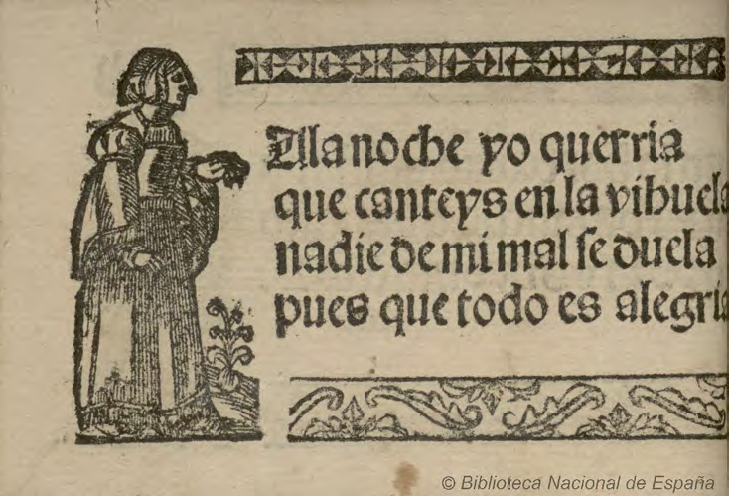 Alla noche yo querria
que canteys en la vihuela
nadie de mi mal se duela
pues que todo es alegria
© Biblioteca Nacional de España